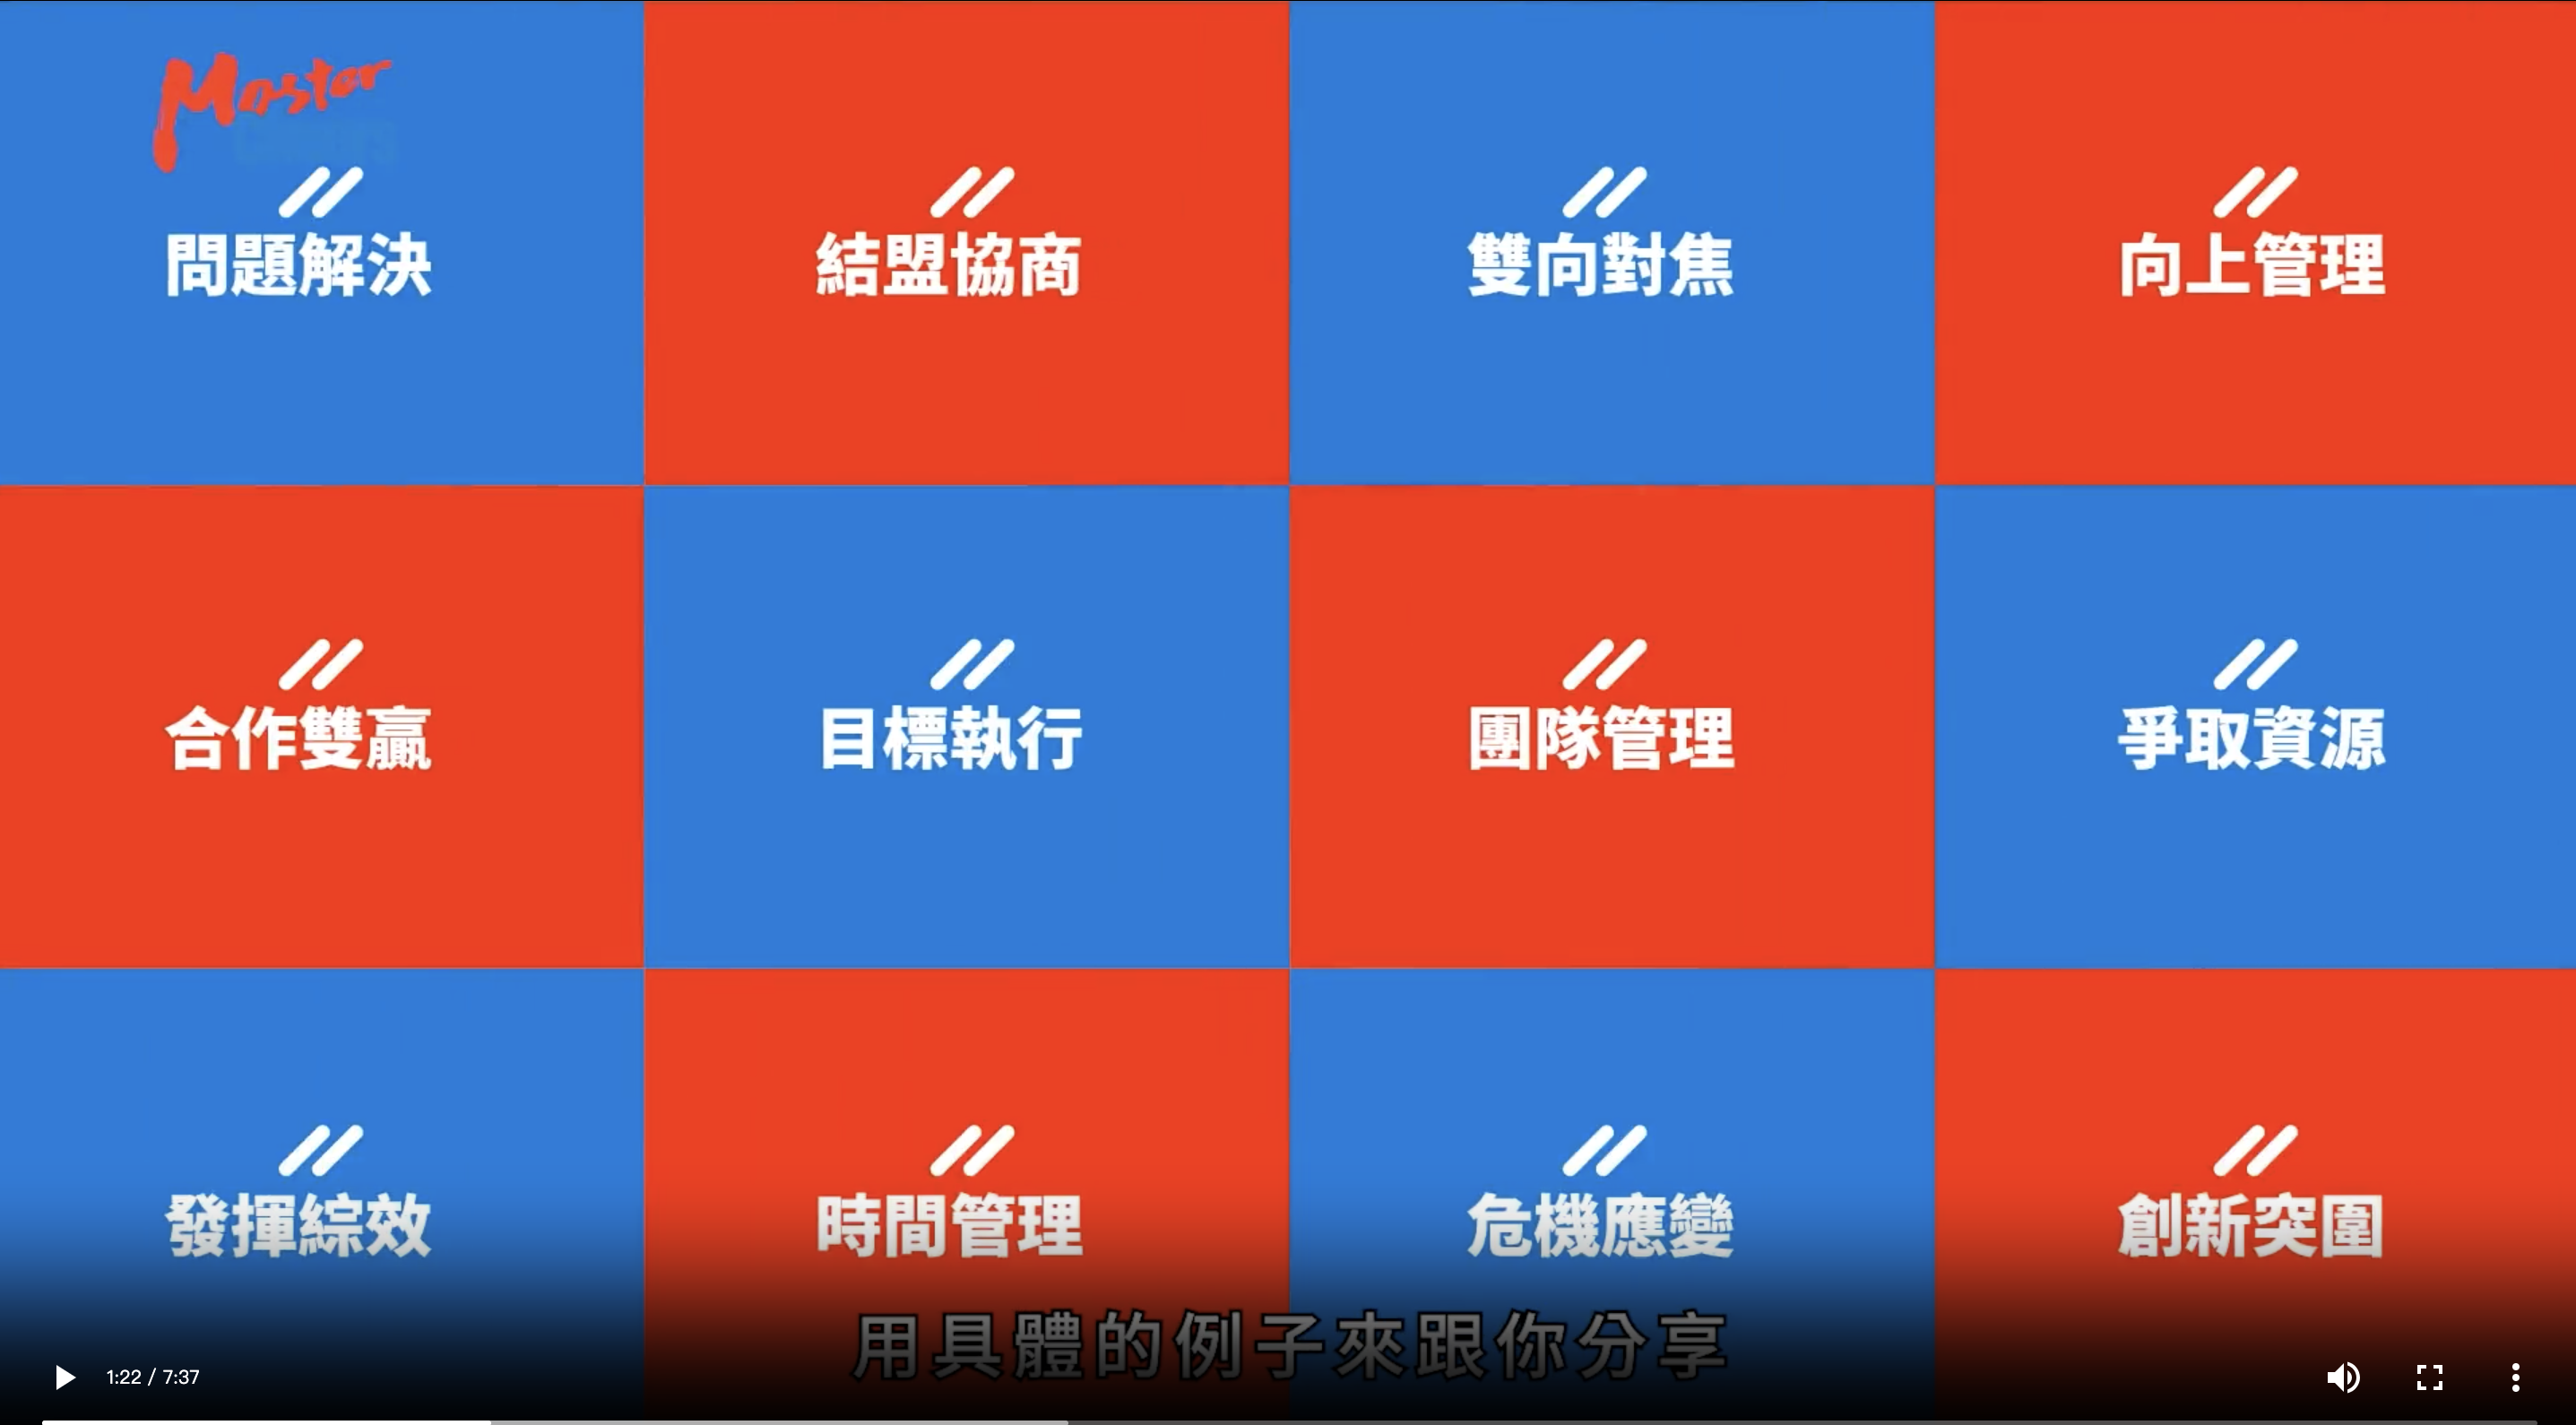 Master
問題解決
結盟協商
雙向對焦
向上管理
合作雙贏
目標執行
團隊管理
爭取資源
發揮綜效
時間管理
危機應變
創新突圍
用具體的例子來跟你分享
1:22 / 7:37